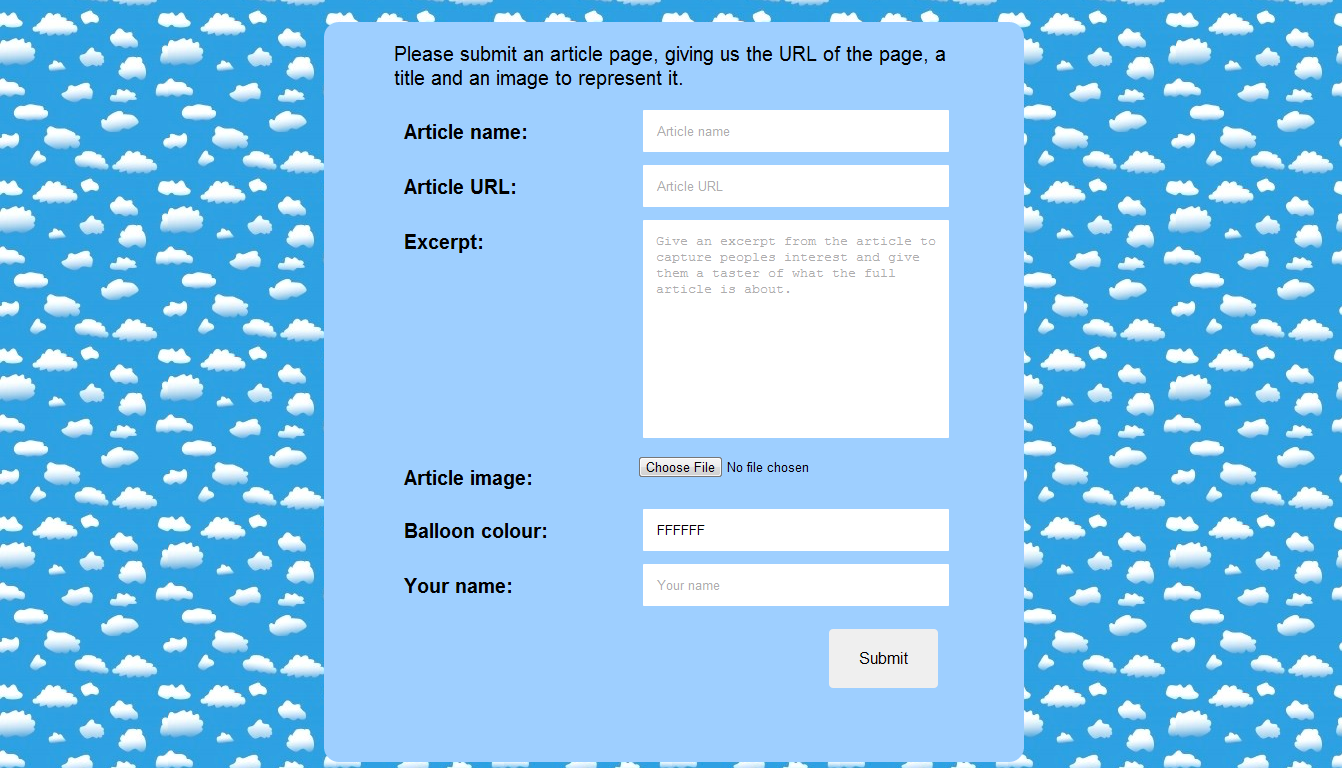 Please submit an article page, giving us the URL of the page, a
title and an image to represent it.
Article name:
Article name
Article URL:
Article URL
Excerpt:
Give an excerpt from the article to
capture peoples interest and give
them a taster of what the full
article is about.
Article image:
Choose File No file chosen
Balloon colour:
FFFFFF
Your name:
Your name
Submit